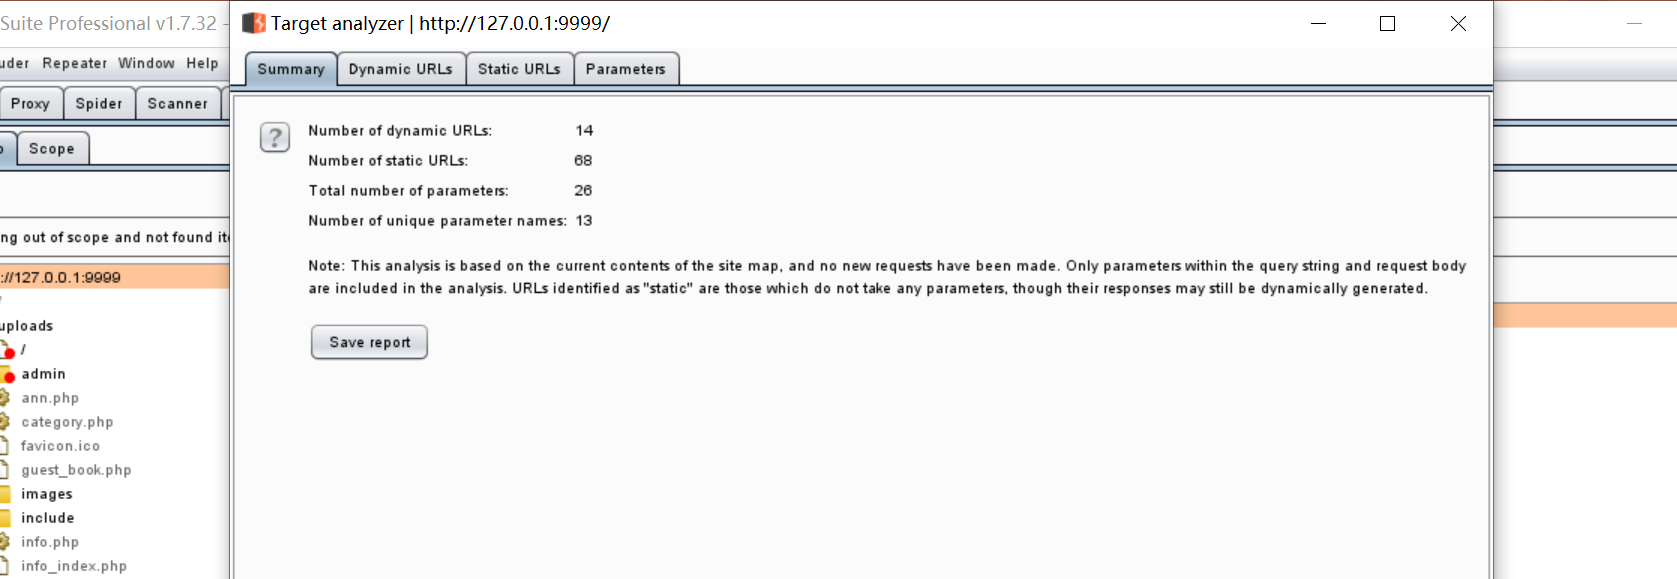 Suite Professional v1.7.32 -
Target analyzer | http://127.0.0.1:9999/
uder Repeater Window Help
Summary Dynamic URLs Static URLs Parameters
Proxy Spider Scanner
Scope
Number of dynamic URLs: 14
Number of static URLs: 68
Total number of parameters: 26
Number of unique parameter names: 13
ng out of scope and not found ite
Note: This analysis is based on the current contents of the site map, and no new requests have been made. Only parameters within the query string and request body
are included in the analysis. URLs identified as "static" are those which do not take any parameters, though their responses may still be dynamically generated.
://127.0.0.1:9999
uploads
Save report
/
admin
ann.php
category.php
favicon.ico
guest_book.php
images
include
info.php
info_index.php